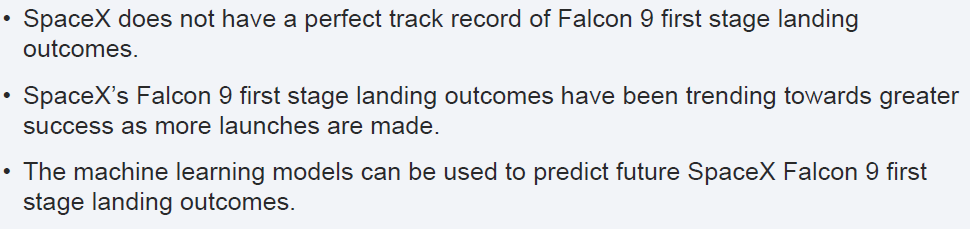 • SpaceX does not have a perfect track record of Falcon 9 first stage landing
outcomes.
• SpaceX’s Falcon 9 first stage landing outcomes have been trending towards greater
success as more launches are made.
• The machine learning models can be used to predict future SpaceX Falcon 9 first
stage landing outcomes.